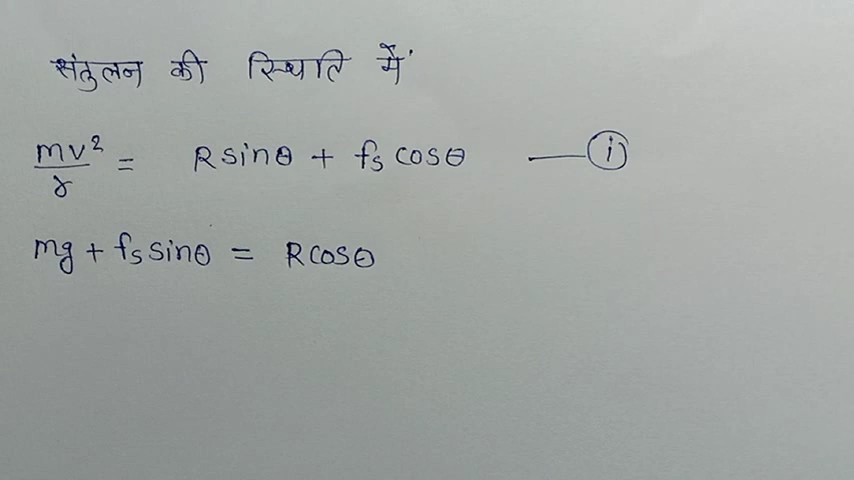 संतुलन की स्थिति में
mv²/r = R sinθ + fₛ cosθ — (i)
mg + fₛ sinθ = R cosθ